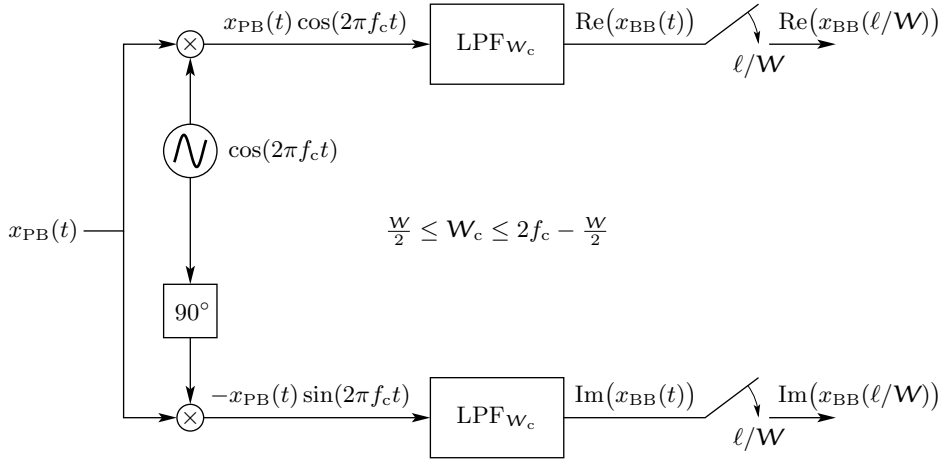 x_PB(t) cos(2πf_c t)
LPF_{W_c}
Re(x_BB(t))
Re(x_BB(ℓ/W))
×
ℓ/W
cos(2πf_c t)
x_PB(t)
W/2 ≤ W_c ≤ 2f_c − W/2
90°
−x_PB(t) sin(2πf_c t)
LPF_{W_c}
Im(x_BB(t))
Im(x_BB(ℓ/W))
×
ℓ/W